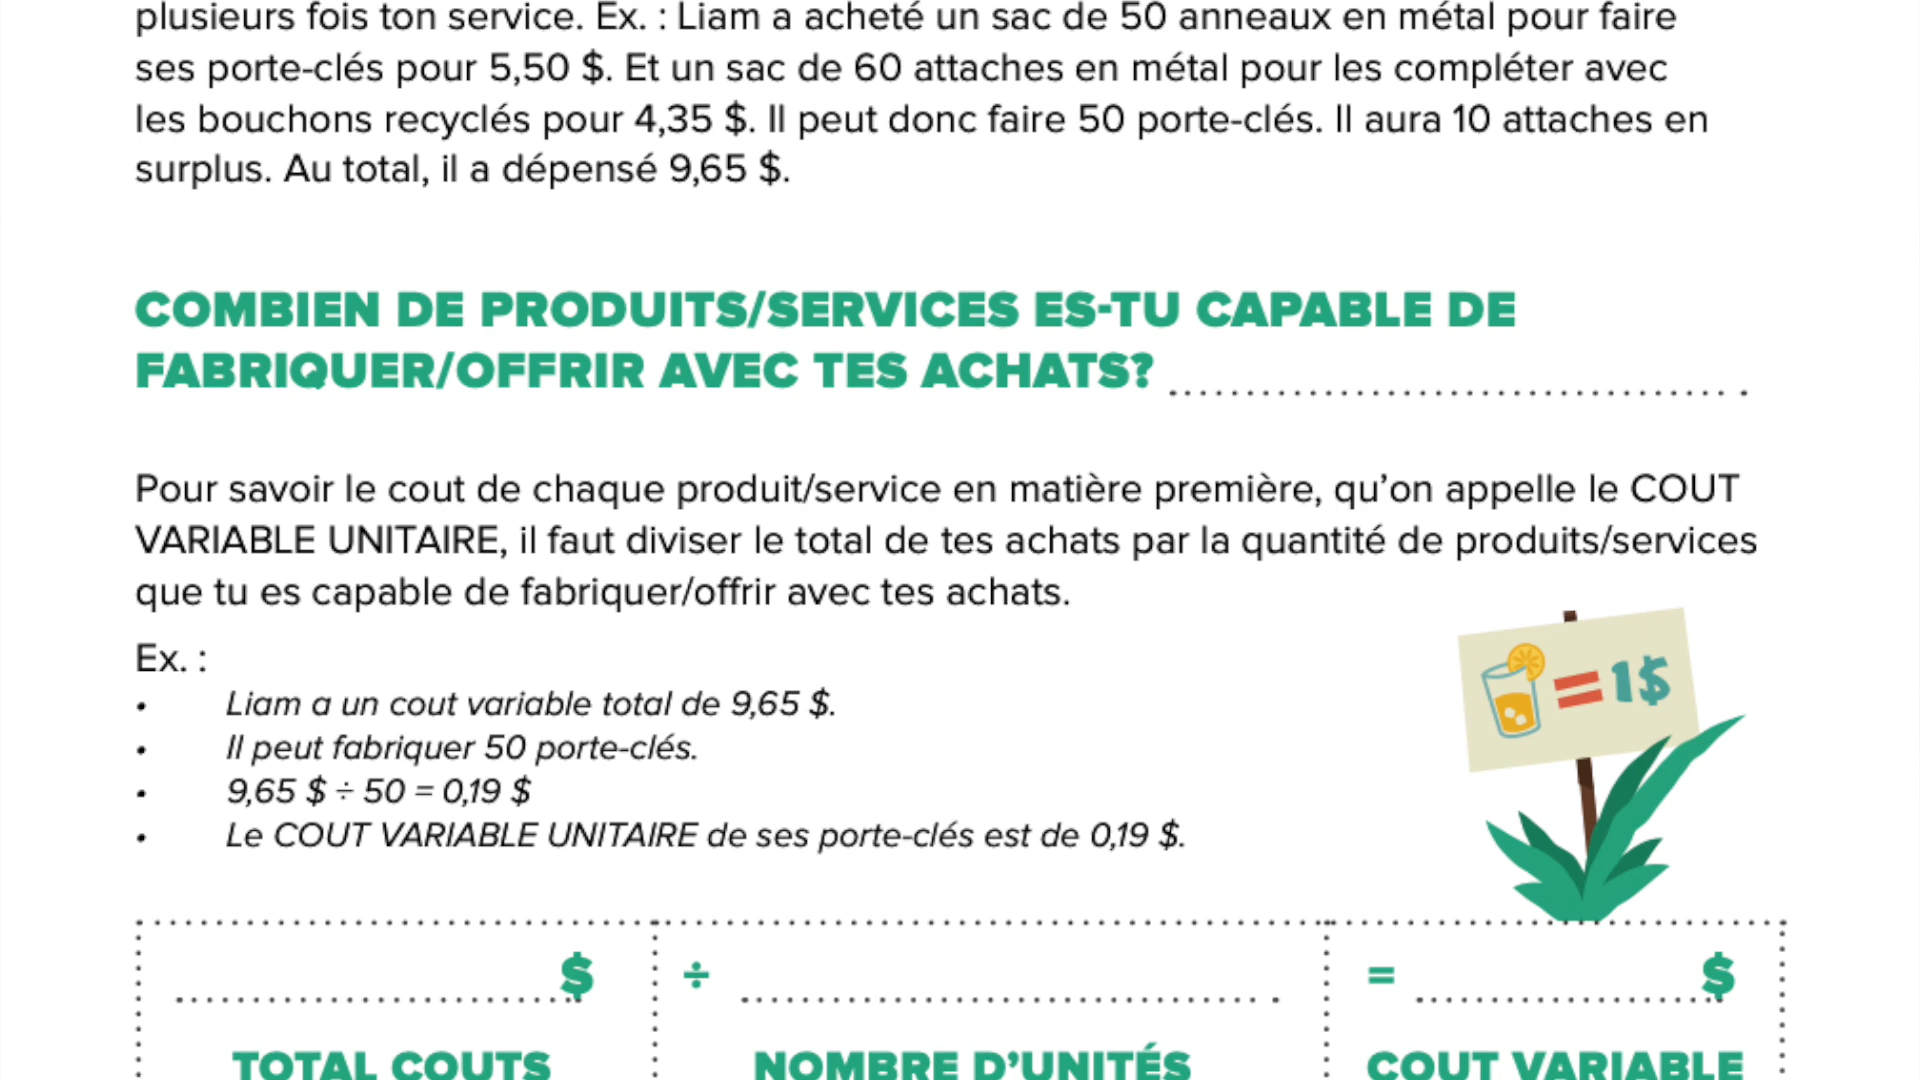 plusieurs fois ton service. Ex. : Liam a acheté un sac de 50 anneaux en métal pour faire
ses porte-clés pour 5,50 $. Et un sac de 60 attaches en métal pour les compléter avec
les bouchons recyclés pour 4,35 $. Il peut donc faire 50 porte-clés. Il aura 10 attaches en
surplus. Au total, il a dépensé 9,65 $.
COMBIEN DE PRODUITS/SERVICES ES-TU CAPABLE DE
FABRIQUER/OFFRIR AVEC TES ACHATS?
Pour savoir le cout de chaque produit/service en matière première, qu’on appelle le COUT
VARIABLE UNITAIRE, il faut diviser le total de tes achats par la quantité de produits/services
que tu es capable de fabriquer/offrir avec tes achats.
Ex. :
• Liam a un cout variable total de 9,65 $.
• Il peut fabriquer 50 porte-clés.
• 9,65 $ ÷ 50 = 0,19 $
• Le COUT VARIABLE UNITAIRE de ses porte-clés est de 0,19 $.
=1$
$ ÷ = $
TOTAL COUTS NOMBRE D’UNITÉS COUT VARIABLE